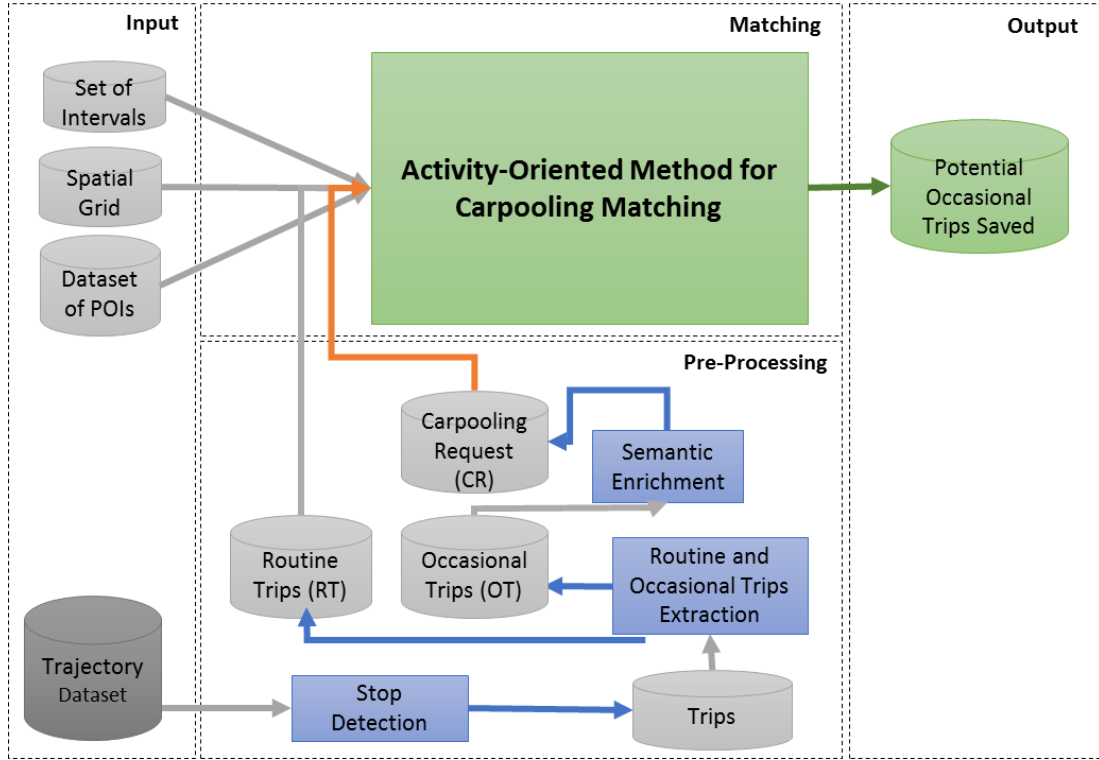 Input
Set of
Intervals
Spatial
Grid
Dataset
of POIs
Trajectory
Dataset
Matching
Activity-Oriented Method for
Carpooling Matching
Output
Potential
Occasional
Trips Saved
Pre-Processing
Carpooling
Request
(CR)
Semantic
Enrichment
Routine
Trips (RT)
Occasional
Trips (OT)
Routine and
Occasional Trips
Extraction
Stop
Detection
Trips